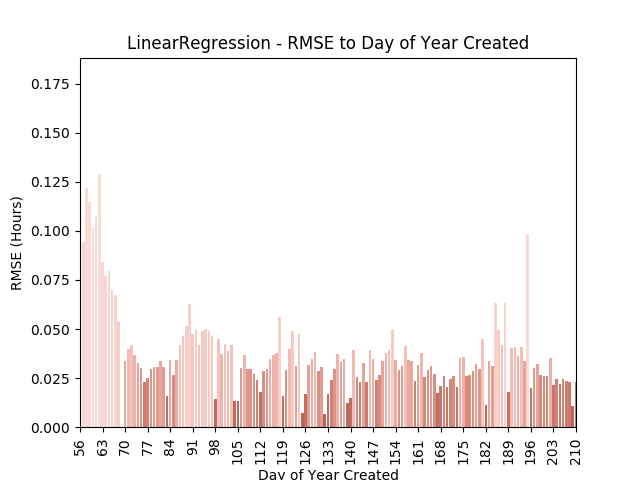 LinearRegression - RMSE to Day of Year Created
RMSE (Hours)
0.175
0.150
0.125
0.100
0.075
0.050
0.025
0.000
56 63 70 77 84 91 98 105 112 119 126 133 140 147 154 161 168 175 182 189 196 203 210
Day of Year Created